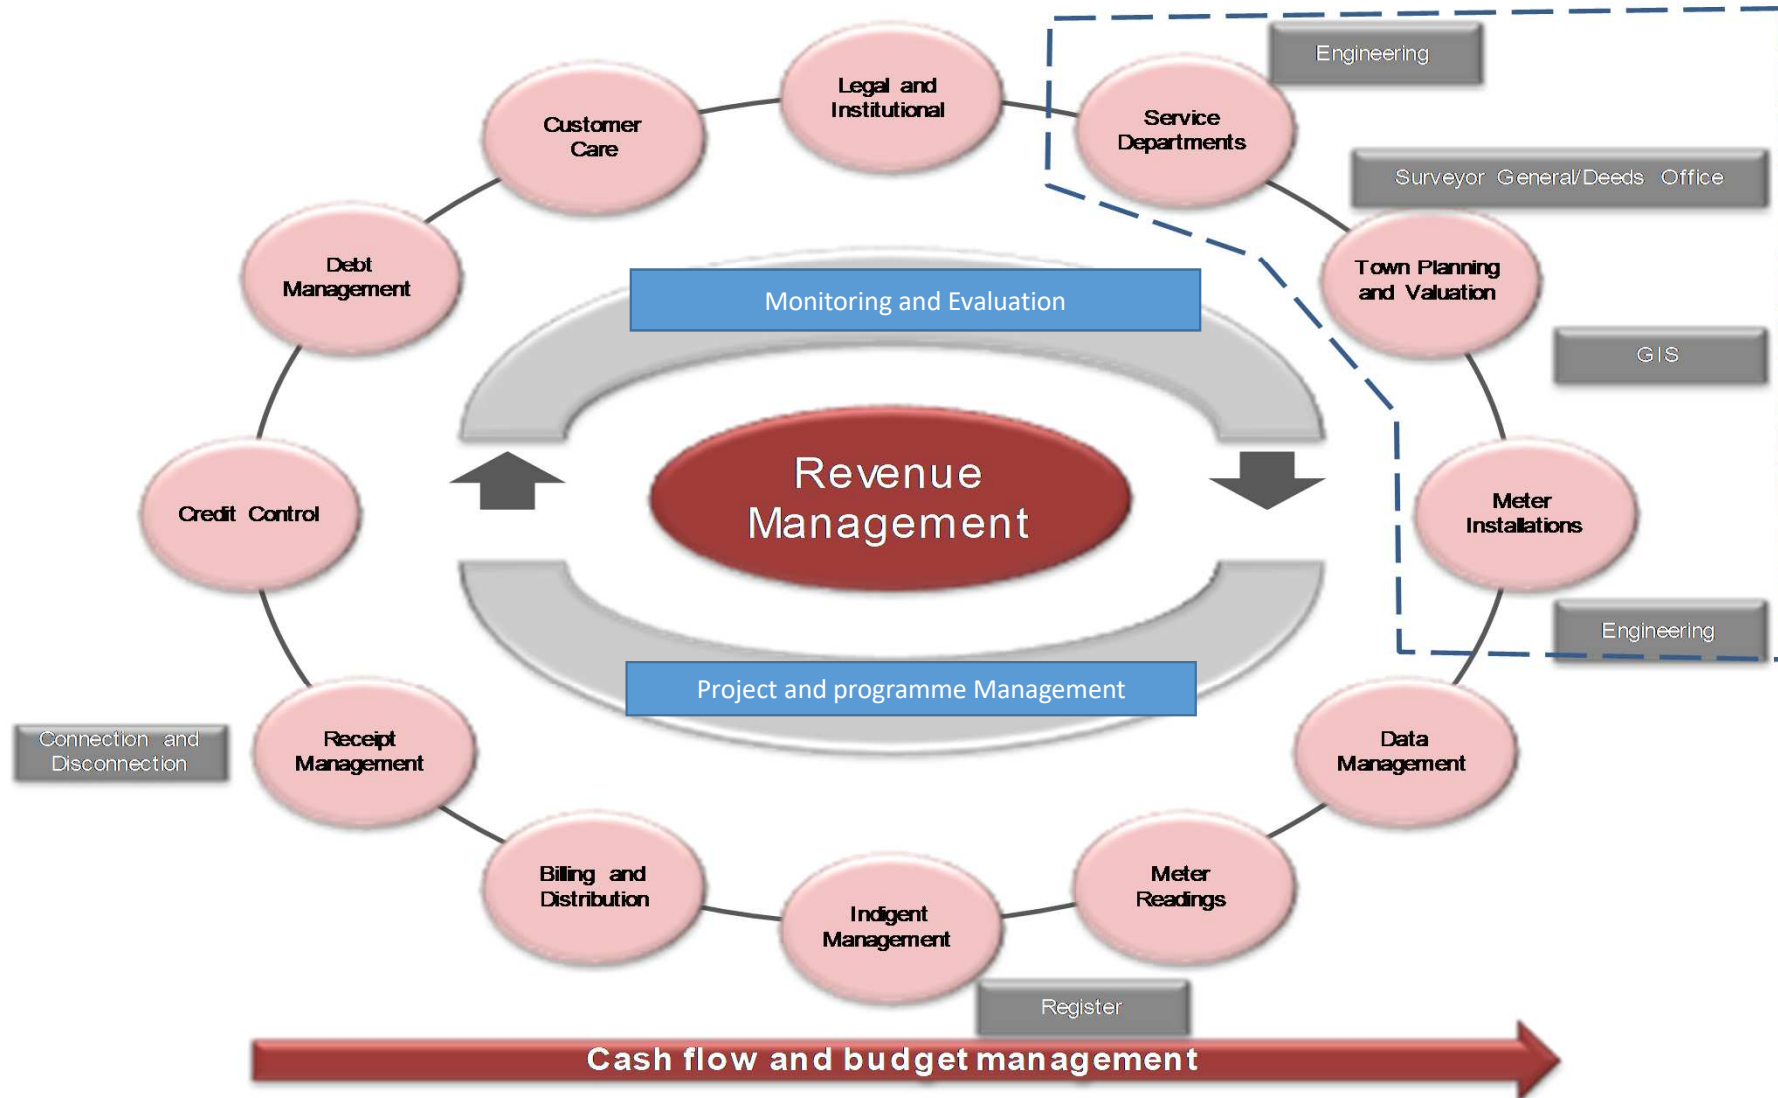 Legal and
Institutional
Engineering
Service
Departments
Customer
Care
Surveyor General/Deeds Office
Town Planning
and Valuation
Debt
Management
Monitoring and Evaluation
GIS
Revenue
Management
Credit Control
Meter
Installations
Engineering
Project and programme Management
Connection and
Disconnection
Receipt
Management
Data
Management
Billing and
Distribution
Indigent
Management
Meter
Readings
Register
Cash flow and budget management